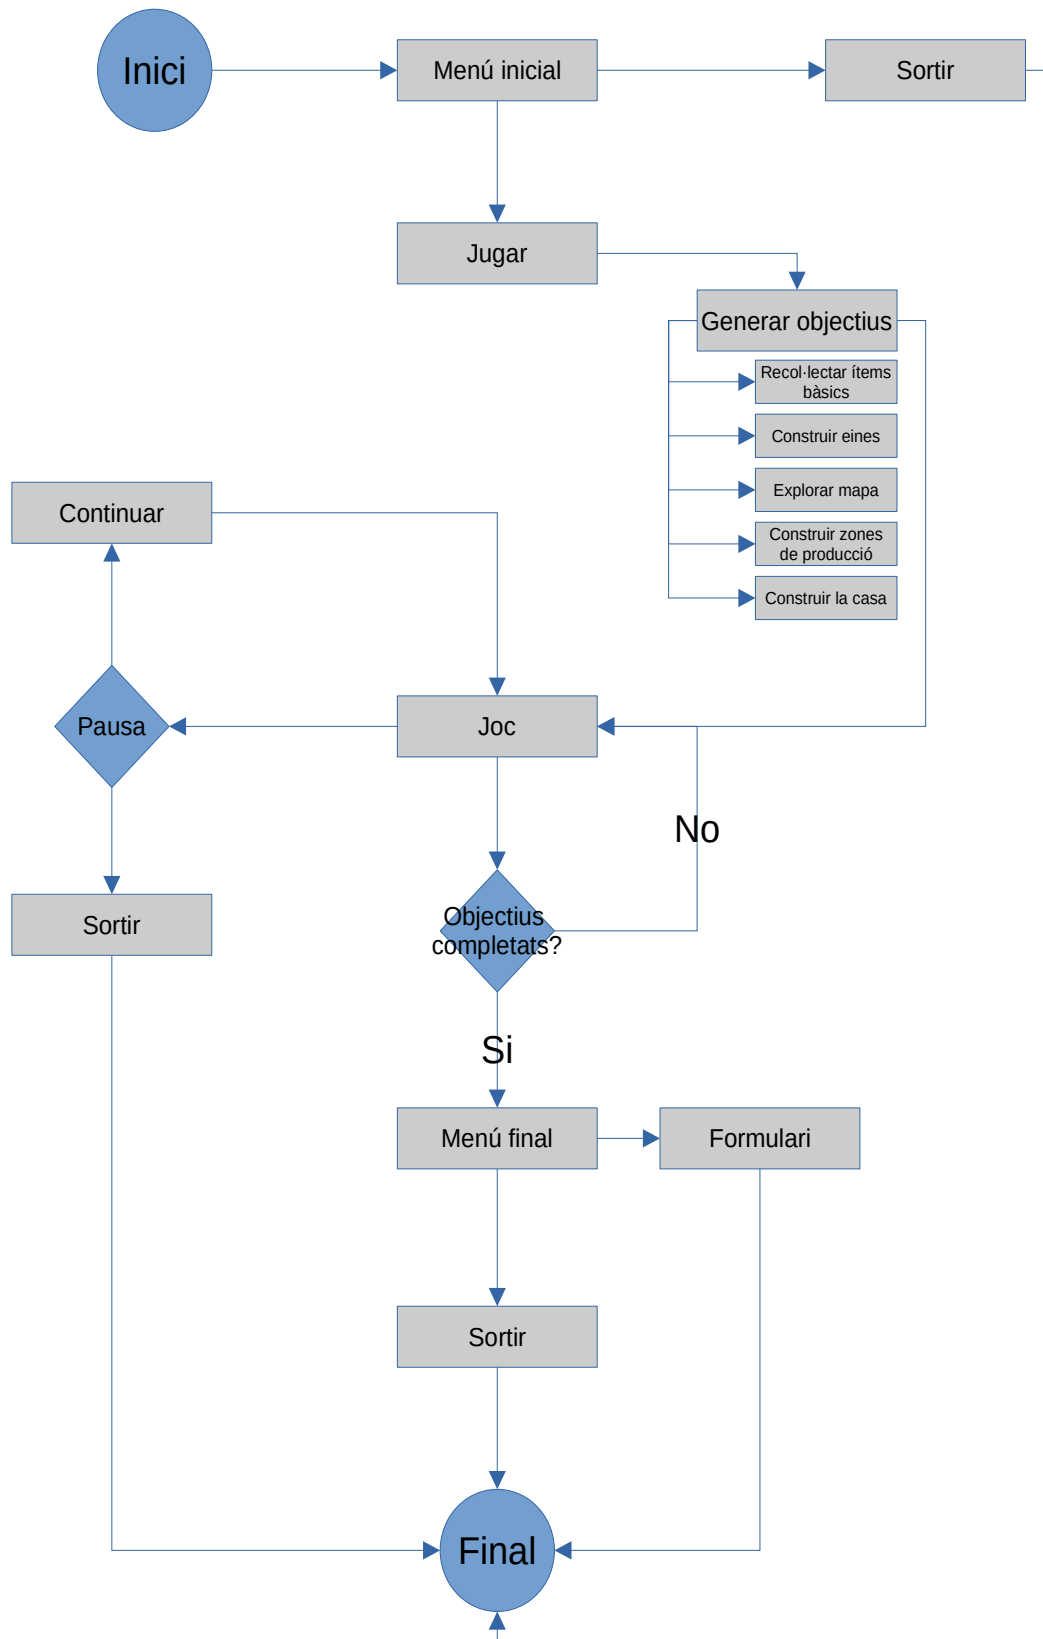 Inici
Menú inicial
Sortir
Jugar
Generar objectius
Recol·lectar ítems
bàsics
Construir eines
Explorar mapa
Construir zones
de producció
Construir la casa
Continuar
Pausa
Joc
No
Sortir
Objectius
completats?
Si
Menú final
Formulari
Sortir
Final